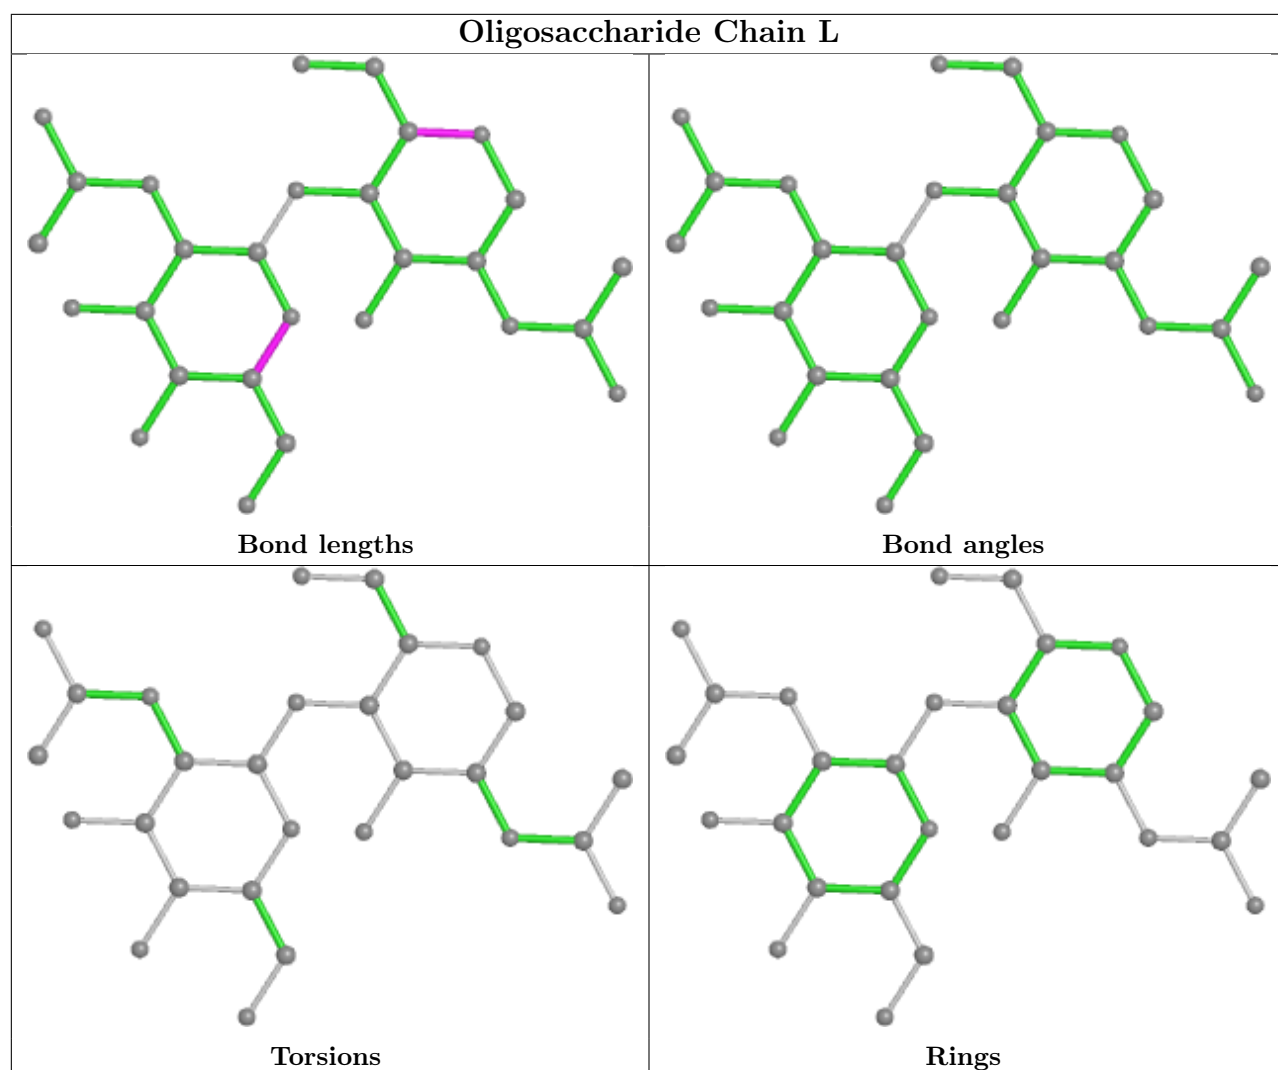 Oligosaccharide Chain L
Bond lengths
Bond angles
Torsions
Rings